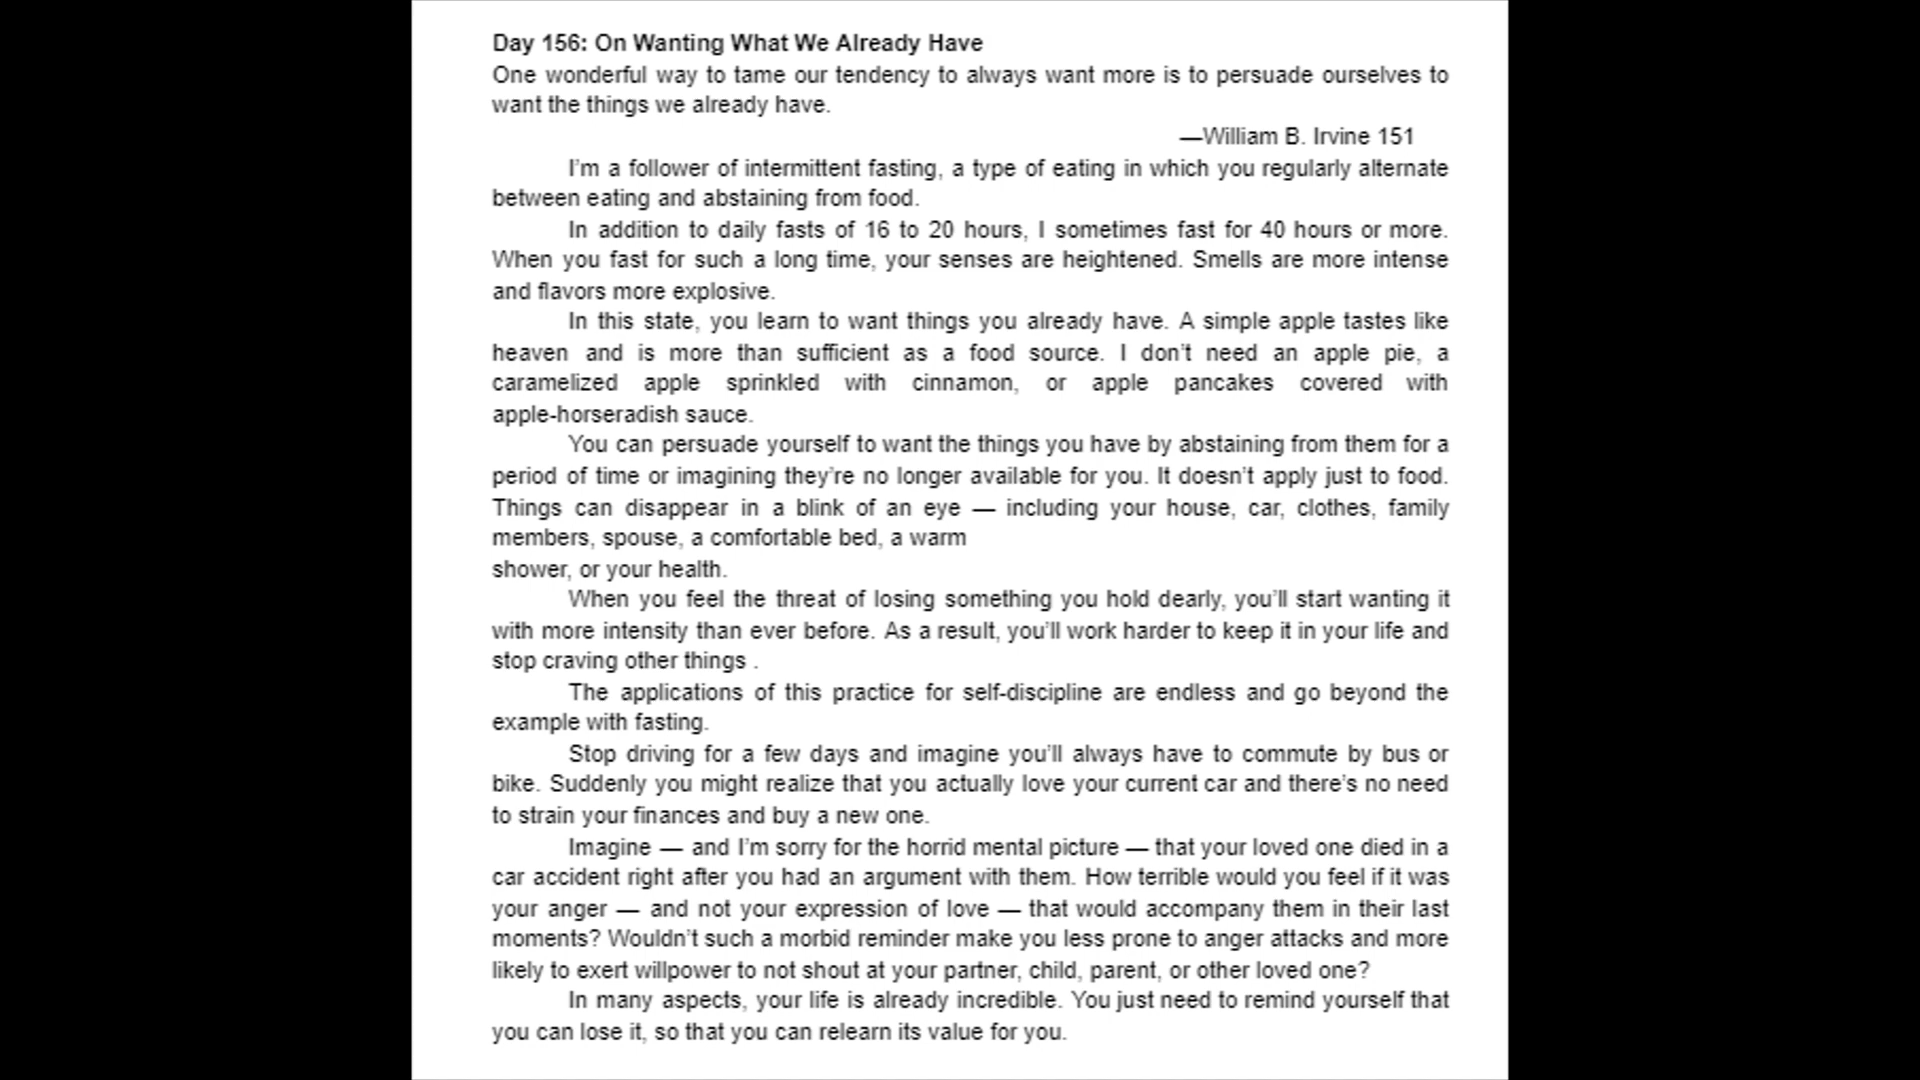 Day 156: On Wanting What We Already Have
One wonderful way to tame our tendency to always want more is to persuade ourselves to
want the things we already have.
—William B. Irvine 151
I'm a follower of intermittent fasting, a type of eating in which you regularly alternate
between eating and abstaining from food.
In addition to daily fasts of 16 to 20 hours, I sometimes fast for 40 hours or more.
When you fast for such a long time, your senses are heightened. Smells are more intense
and flavors more explosive.
In this state, you learn to want things you already have. A simple apple tastes like
heaven and is more than sufficient as a food source. I don't need an apple pie, a
caramelized apple sprinkled with cinnamon, or apple pancakes covered with
apple-horseradish sauce.
You can persuade yourself to want the things you have by abstaining from them for a
period of time or imagining they're no longer available for you. It doesn't apply just to food.
Things can disappear in a blink of an eye — including your house, car, clothes, family
members, spouse, a comfortable bed, a warm
shower, or your health.
When you feel the threat of losing something you hold dearly, you'll start wanting it
with more intensity than ever before. As a result, you'll work harder to keep it in your life and
stop craving other things .
The applications of this practice for self-discipline are endless and go beyond the
example with fasting.
Stop driving for a few days and imagine you'll always have to commute by bus or
bike. Suddenly you might realize that you actually love your current car and there's no need
to strain your finances and buy a new one.
Imagine — and I'm sorry for the horrid mental picture — that your loved one died in a
car accident right after you had an argument with them. How terrible would you feel if it was
your anger — and not your expression of love — that would accompany them in their last
moments? Wouldn't such a morbid reminder make you less prone to anger attacks and more
likely to exert willpower to not shout at your partner, child, parent, or other loved one?
In many aspects, your life is already incredible. You just need to remind yourself that
you can lose it, so that you can relearn its value for you.